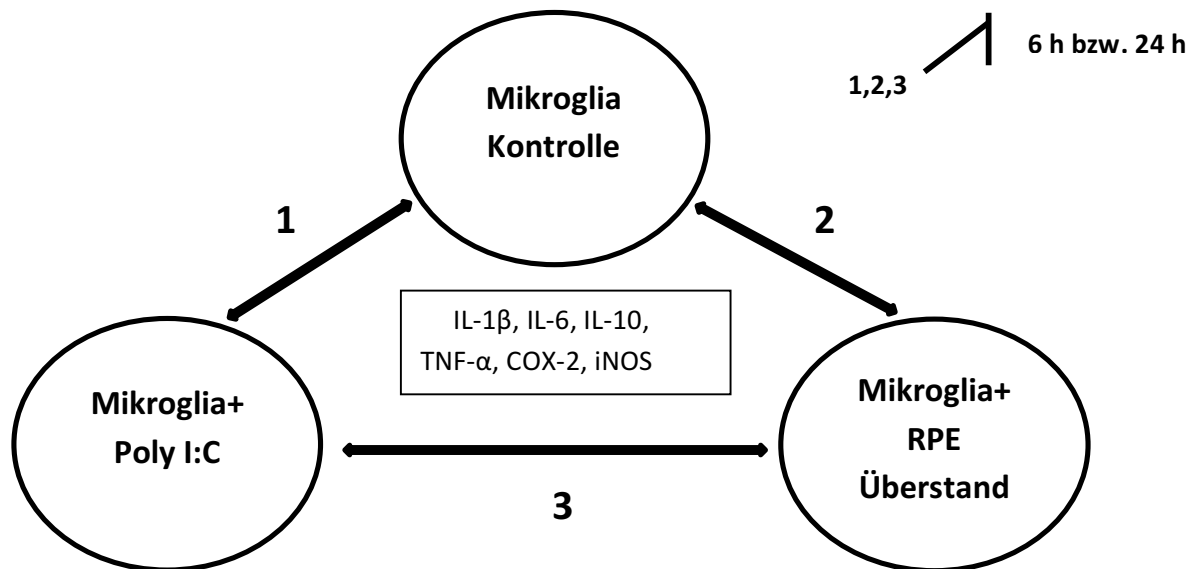 6 h bzw. 24 h
1,2,3
Mikroglia
Kontrolle
1
2
IL-1β, IL-6, IL-10,
TNF-α, COX-2, iNOS
Mikroglia+
Poly I:C
Mikroglia+
RPE
Überstand
3